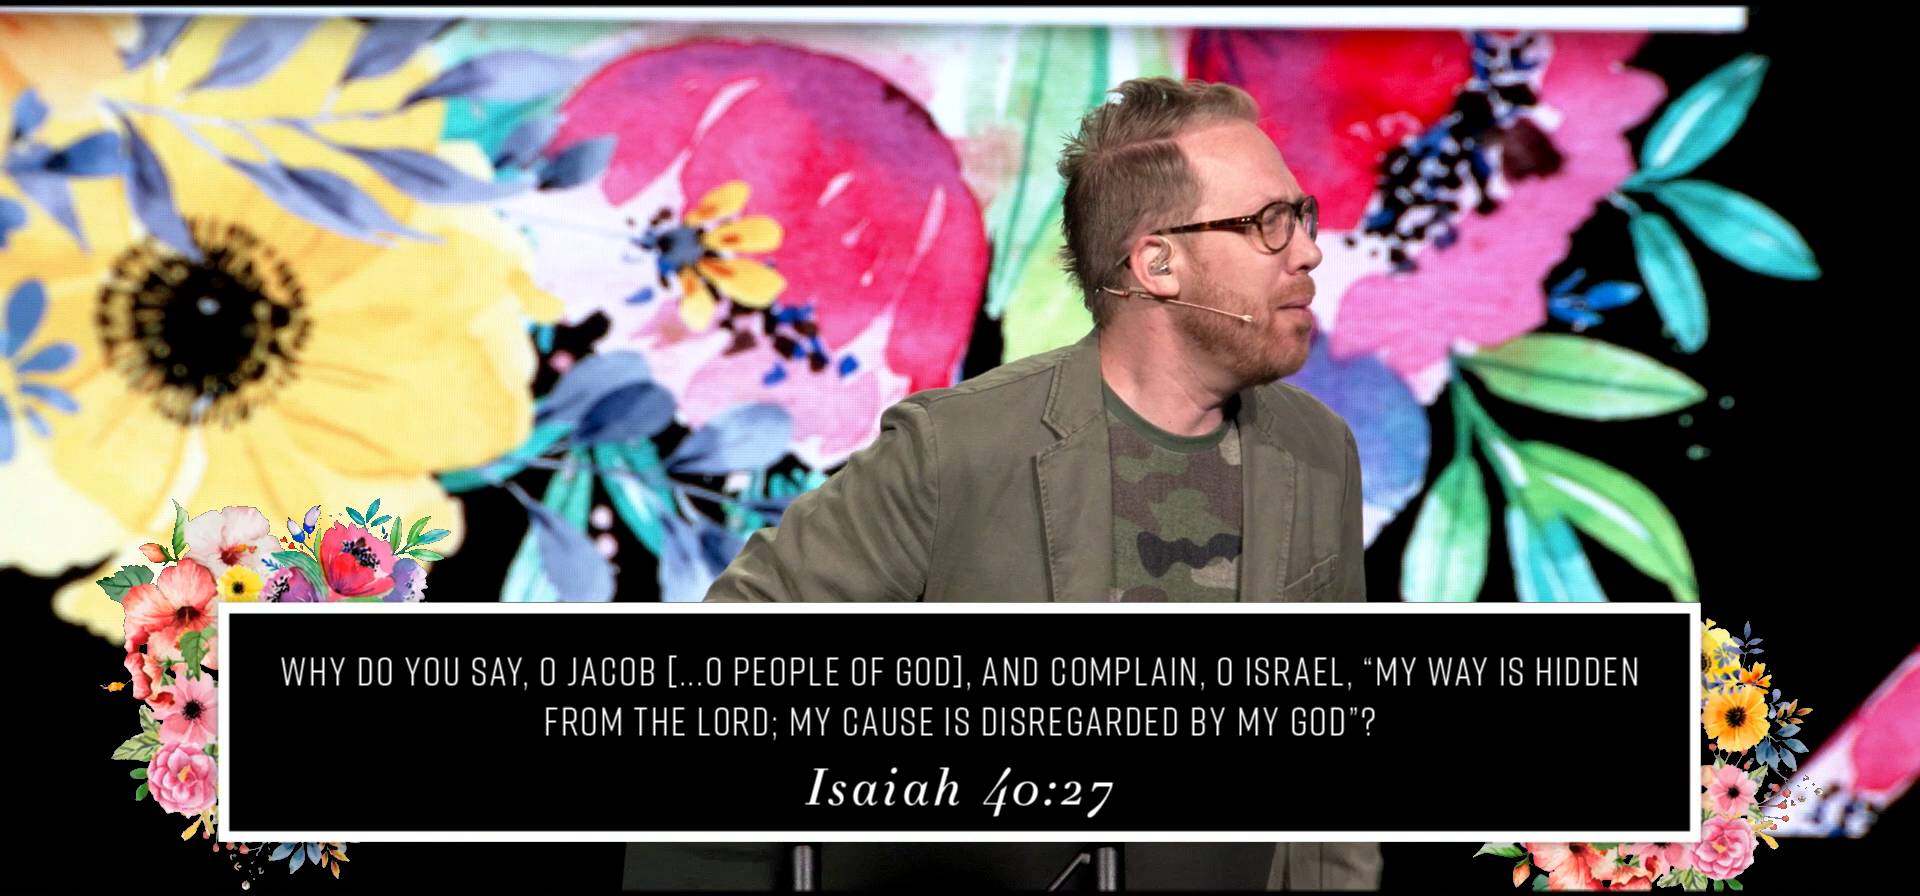 WHY DO YOU SAY, O JACOB [...O PEOPLE OF GOD], AND COMPLAIN, O ISRAEL, “MY WAY IS HIDDEN
FROM THE LORD; MY CAUSE IS DISREGARDED BY MY GOD”?
Isaiah 40:27